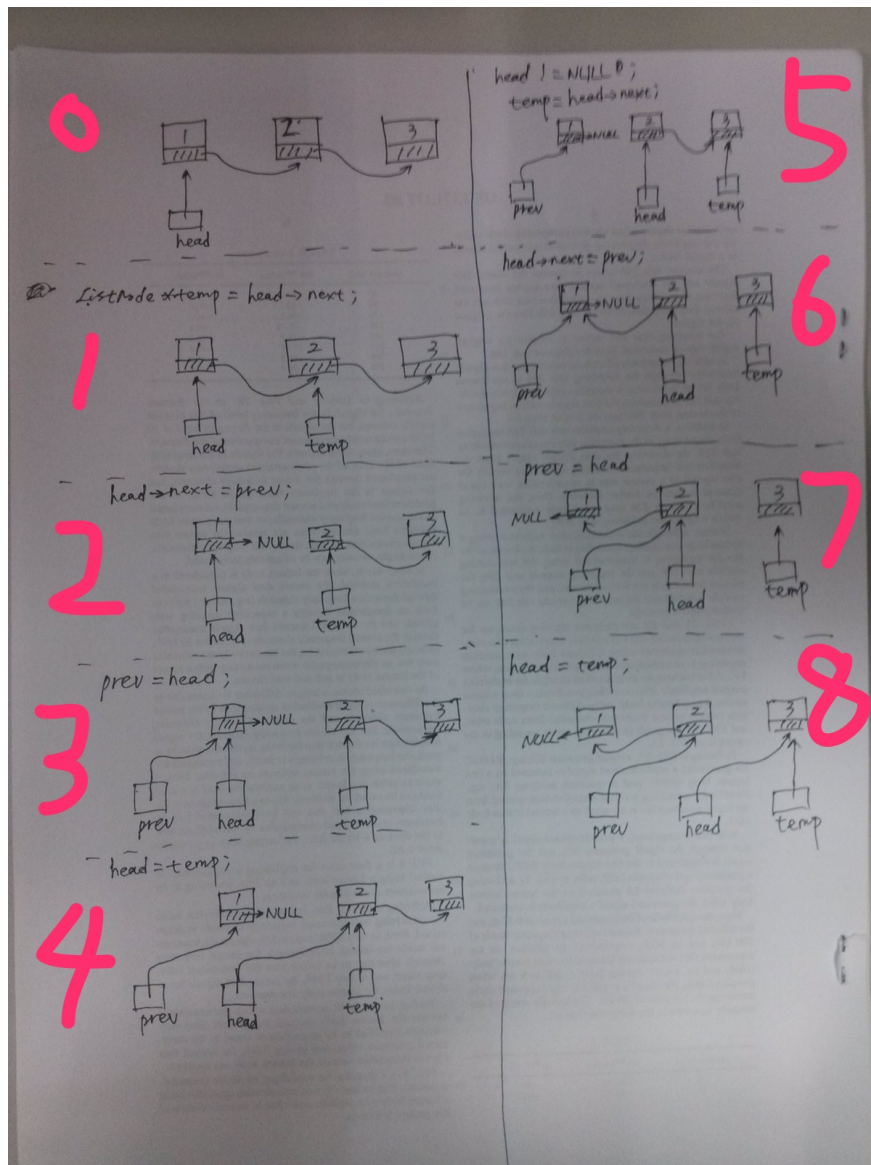 0
1 2 3
head
ListNode *temp = head→next;
1
1 2 3
head temp
head→next = prev;
2
1 →NULL 2 3
head temp
prev = head;
3
1 →NULL 2 3
prev head temp
head = temp;
4
1 →NULL 2 3
prev head temp
head != NULL ;
temp = head→next;
5
1 →NULL 2 3
prev head temp
head→next = prev;
6
1 →NULL 2 3
prev head temp
prev = head
7
NULL 1 2 3
prev head temp
head = temp;
8
NULL 1 2 3
prev head temp